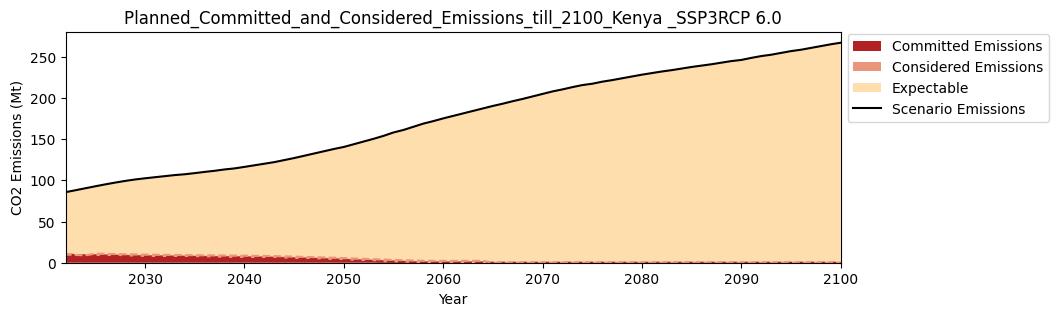 Planned_Committed_and_Considered_Emissions_till_2100_Kenya _SSP3RCP 6.0
Committed Emissions
Considered Emissions
Expectable
Scenario Emissions
CO2 Emissions (Mt)
250
200
150
100
50
0
2030 2040 2050 2060 2070 2080 2090 2100
Year